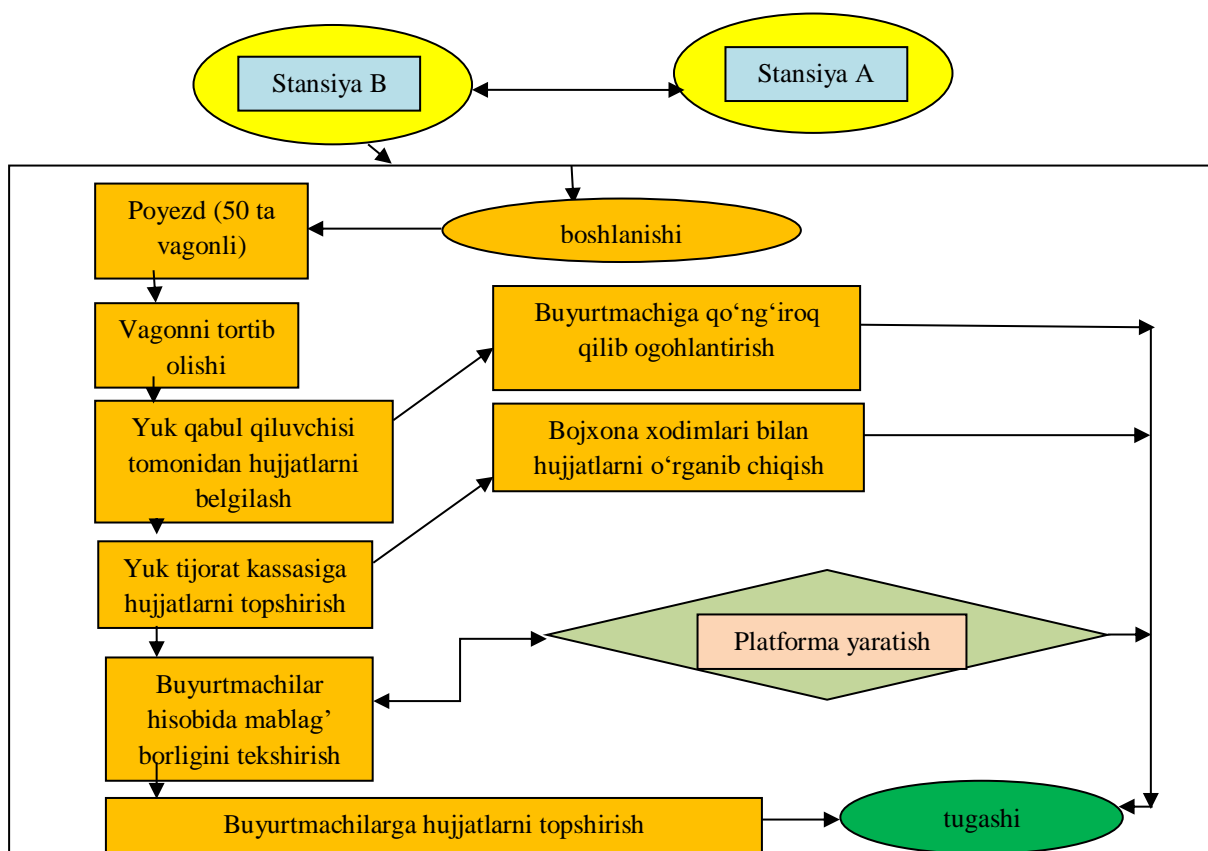 Stansiya B
Stansiya A
Poyezd (50 ta
vagonli)
boshlanishi
Vagonni tortib
olishi
Buyurtmachiga qo‘ng‘iroq
qilib ogohlantirish
Yuk qabul qiluvchisi
tomonidan hujjatlarni
belgilash
Bojxona xodimlari bilan
hujjatlarni o‘rganib chiqish
Yuk tijorat kassasiga
hujjatlarni topshirish
Platforma yaratish
Buyurtmachilar
hisobida mablag’
borligini tekshirish
Buyurtmachilarga hujjatlarni topshirish
tugashi